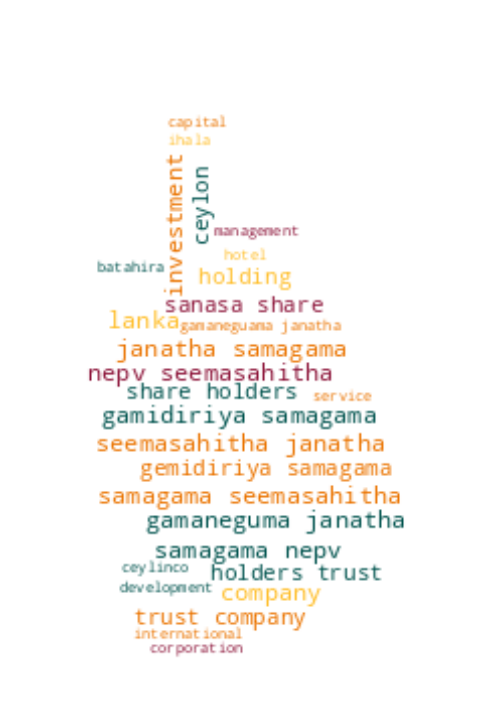 capital
ihala
investment
ceylon
management
hotel
batahira
holding
sanasa share
lanka
gamaneguama janatha
janatha samagama
nepv seemasahitha
share holders
service
gamidiriya samagama
seemasahitha janatha
gemidiriya samagama
samagama seemasahitha
gamaneguma janatha
samagama nepv
ceylinco
holders trust
development
company
trust company
international
corporation